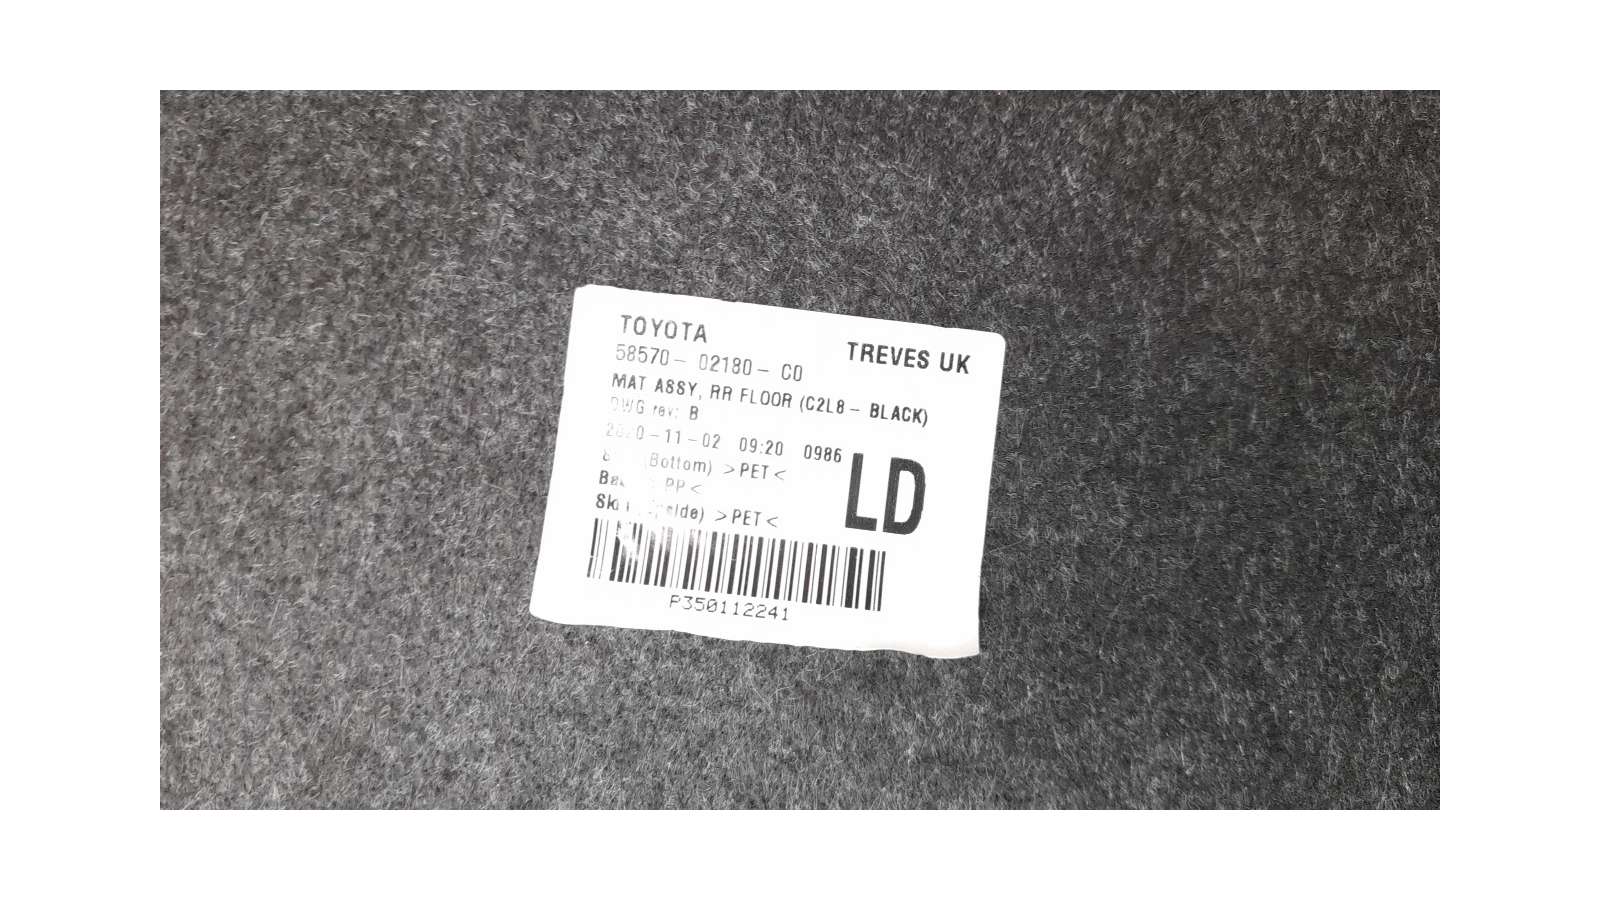 TOYOTA
TREVES UK
58570- 02180- C0
MAT ASSY, RR FLOOR (C2L8 - BLACK)
DWG rev: B
2020-11-02 09:20 0986
LD
(Bottom) >PET<
PP<
>PET<
P350112241